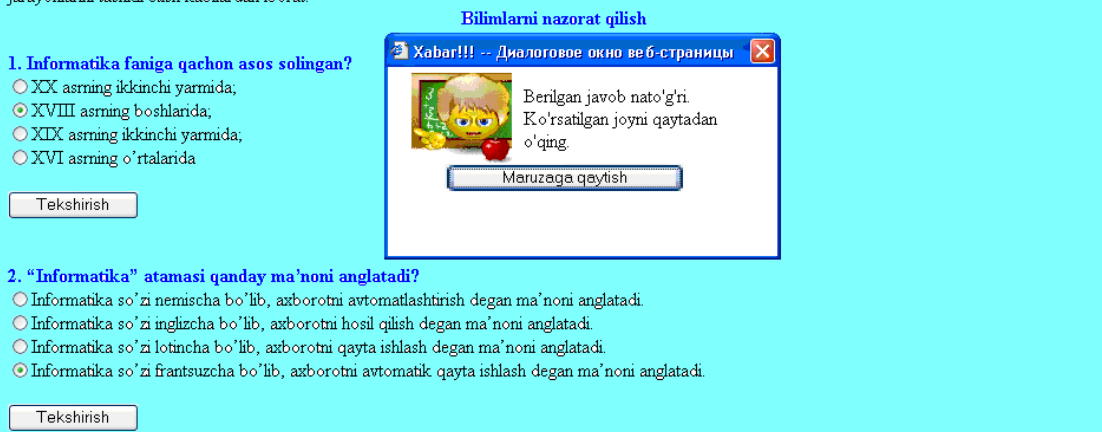 Bilimlarni nazorat qilish
1. Informatika faniga qachon asos solingan?
XX asrning ikkinchi yarmida;
XVIII asrning boshlarida;
XIX asrning ikkinchi yarmida;
XVI asrning o’rtalarida
Tekshirish
Xabar!!! -- Диалоговое окно веб-страницы
Berilgan javob nato'g'ri.
Ko'rsatilgan joyni qaytadan
o'qing.
Maruzaga qaytish
2. “Informatika” atamasi qanday ma’noni anglatadi?
Informatika so’zi nemischa bo’lib, axborotni avtomatlashtirish degan ma’noni anglatadi.
Informatika so’zi inglizcha bo’lib, axborotni hosil qilish degan ma’noni anglatadi.
Informatika so’zi lotincha bo’lib, axborotni qayta ishlash degan ma’noni anglatadi.
Informatika so’zi frantsuzcha bo’lib, axborotni avtomatik qayta ishlash degan ma’noni anglatadi.
Tekshirish